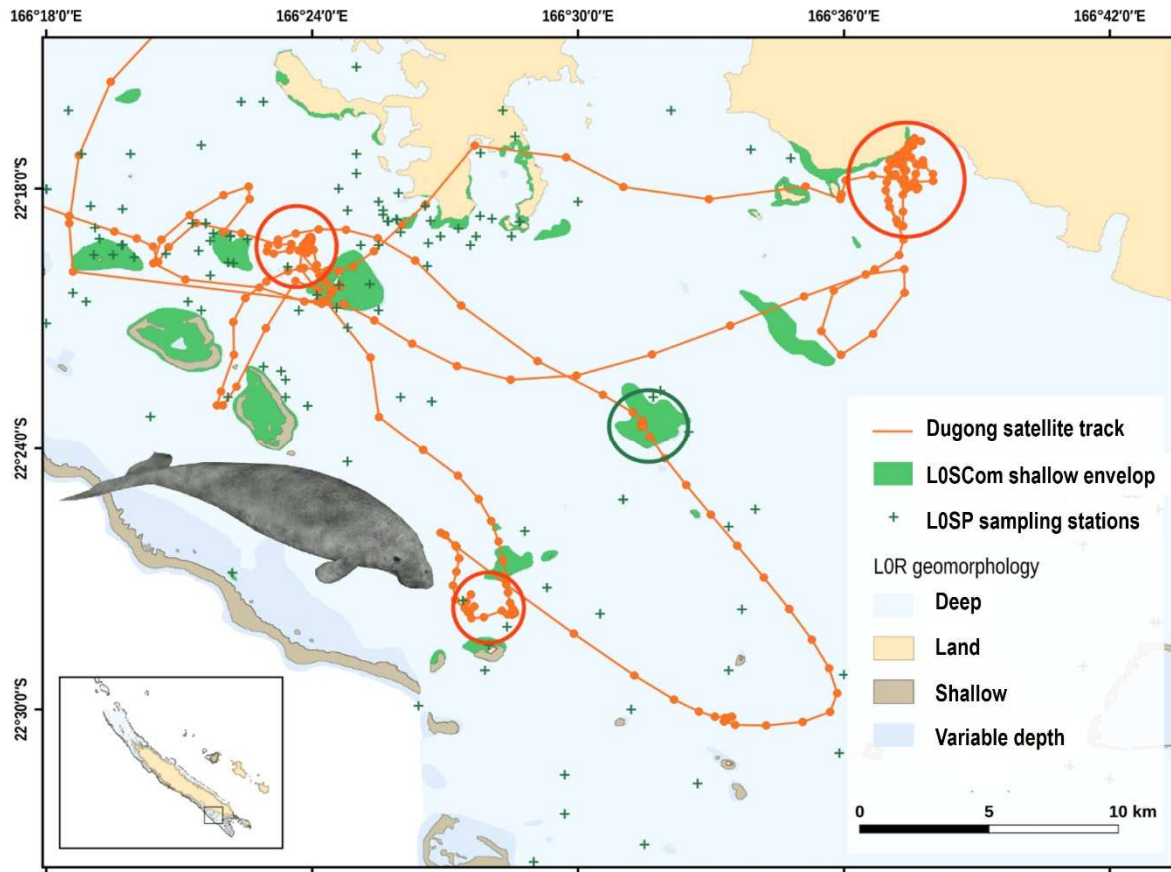 166°18'0"E 166°24'0"E 166°30'0"E 166°36'0"E 166°42'0"E
22°18'0"S
22°24'0"S
22°30'0"S
Dugong satellite track
L0SCom shallow envelop
L0SP sampling stations
L0R geomorphology
Deep
Land
Shallow
Variable depth
0 5 10 km